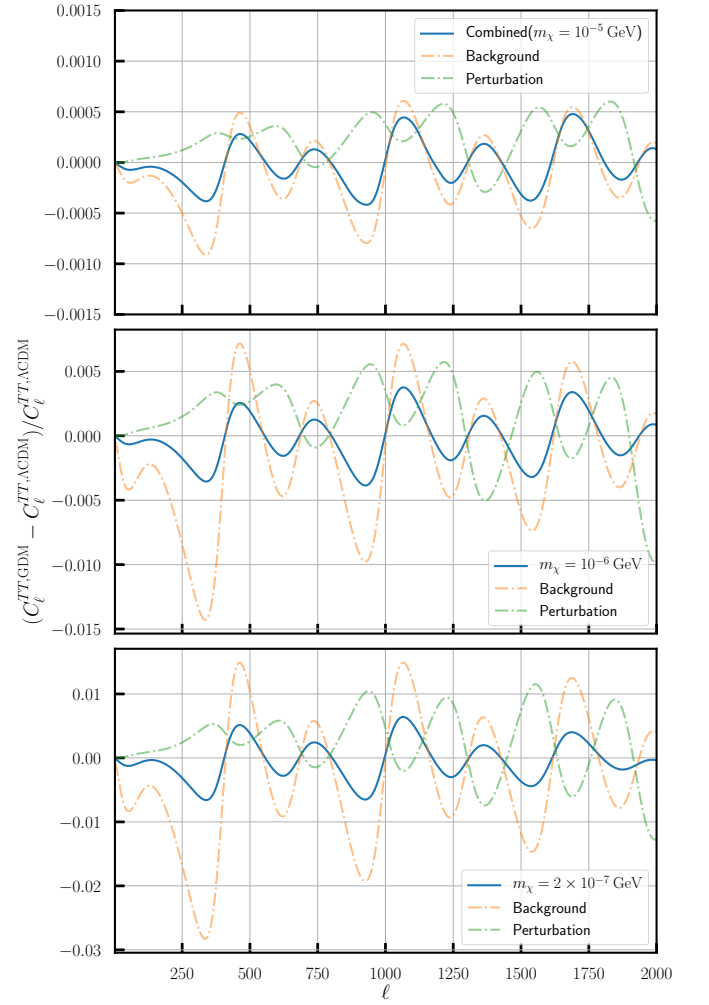 0.0015
0.0010
0.0005
0.0000
−0.0005
−0.0010
−0.0015
Combined(m_χ = 10^{−5} GeV)
Background
Perturbation
(C_ℓ^{TT,GDM} − C_ℓ^{TT,ΛCDM})/C_ℓ^{TT,ΛCDM}
0.005
0.000
−0.005
−0.010
−0.015
m_χ = 10^{−6} GeV
Background
Perturbation
0.01
0.00
−0.01
−0.02
−0.03
m_χ = 2 × 10^{−7} GeV
Background
Perturbation
250 500 750 1000 1250 1500 1750 2000
ℓ